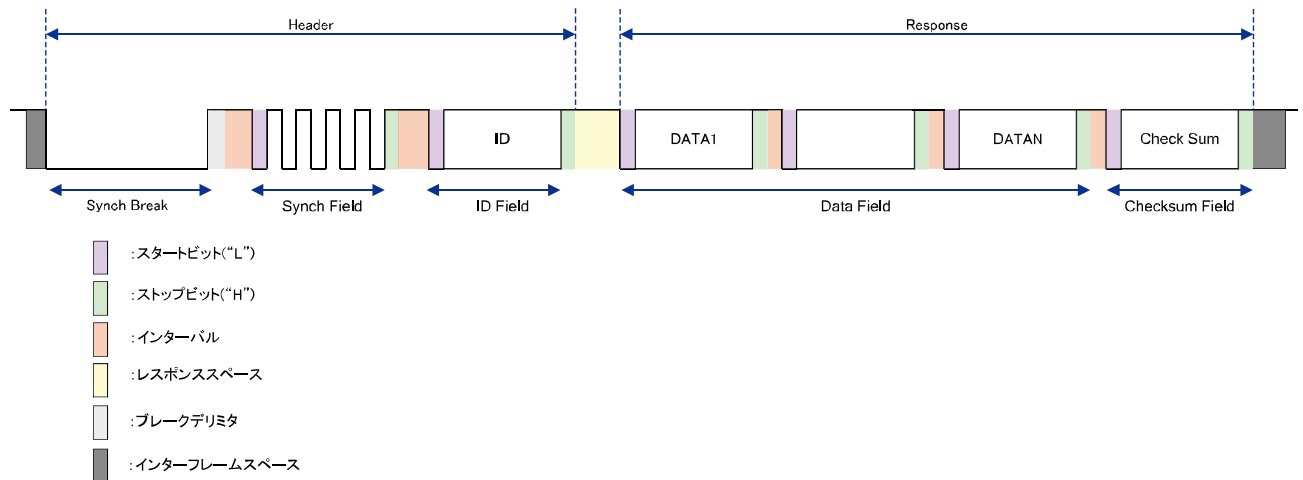 Header
Response
ID
DATA1
DATAN
Check Sum
Synch Break
Synch Field
ID Field
Data Field
Checksum Field
:スタートビット(“L”)
:ストップビット(“H”)
:インターバル
:レスポンススペース
:ブレークデリミタ
:インターフレームスペース